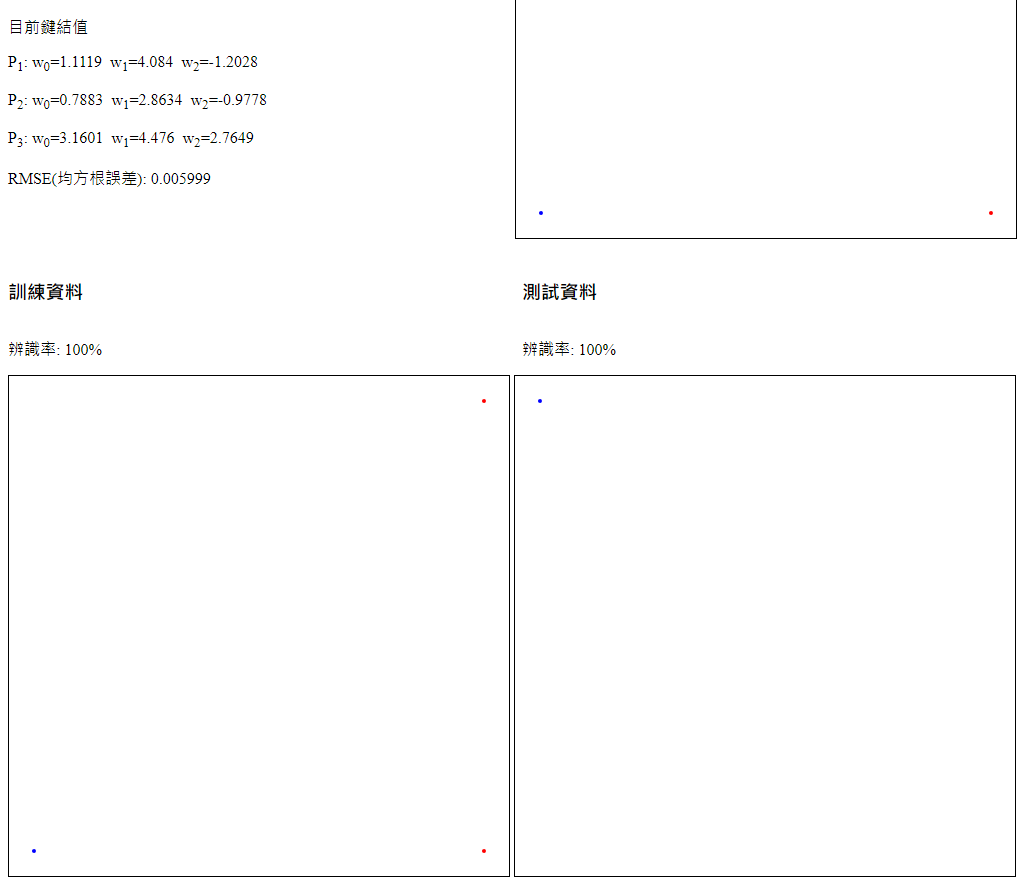 目前鍵結值
P1: w0=1.1119 w1=4.084 w2=-1.2028
P2: w0=0.7883 w1=2.8634 w2=-0.9778
P3: w0=3.1601 w1=4.476 w2=2.7649
RMSE(均方根誤差): 0.005999
訓練資料
測試資料
辨識率: 100%
辨識率: 100%